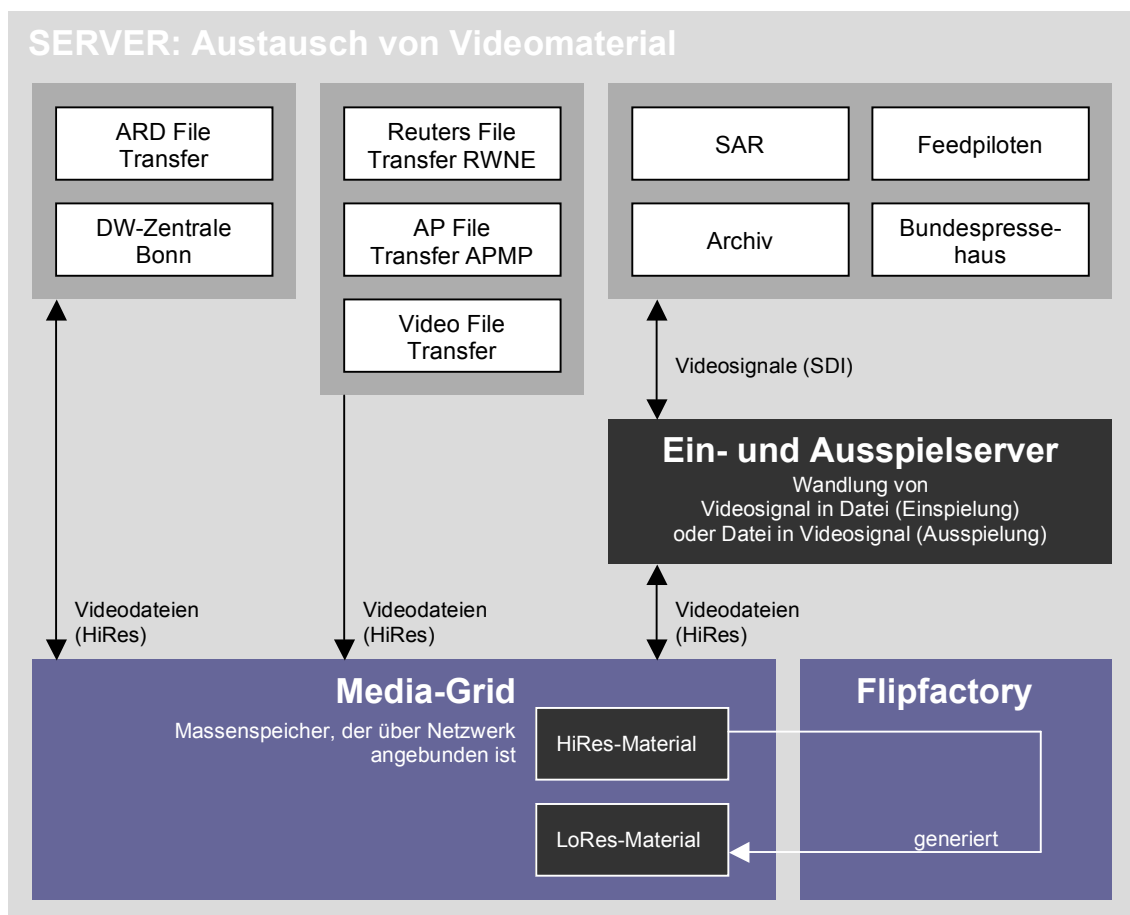 SERVER: Austausch von Videomaterial
ARD File
Transfer
DW-Zentrale
Bonn
Reuters File
Transfer RWNE
AP File
Transfer APMP
Video File
Transfer
SAR
Feedpiloten
Archiv
Bundespresse-
haus
Videosignale (SDI)
Ein- und Ausspielserver
Wandlung von
Videosignal in Datei (Einspielung)
oder Datei in Videosignal (Ausspielung)
Videodateien
(HiRes)
Videodateien
(HiRes)
Videodateien
(HiRes)
Media-Grid
Massenspeicher, der über Netzwerk
angebunden ist
HiRes-Material
LoRes-Material
Flipfactory
generiert